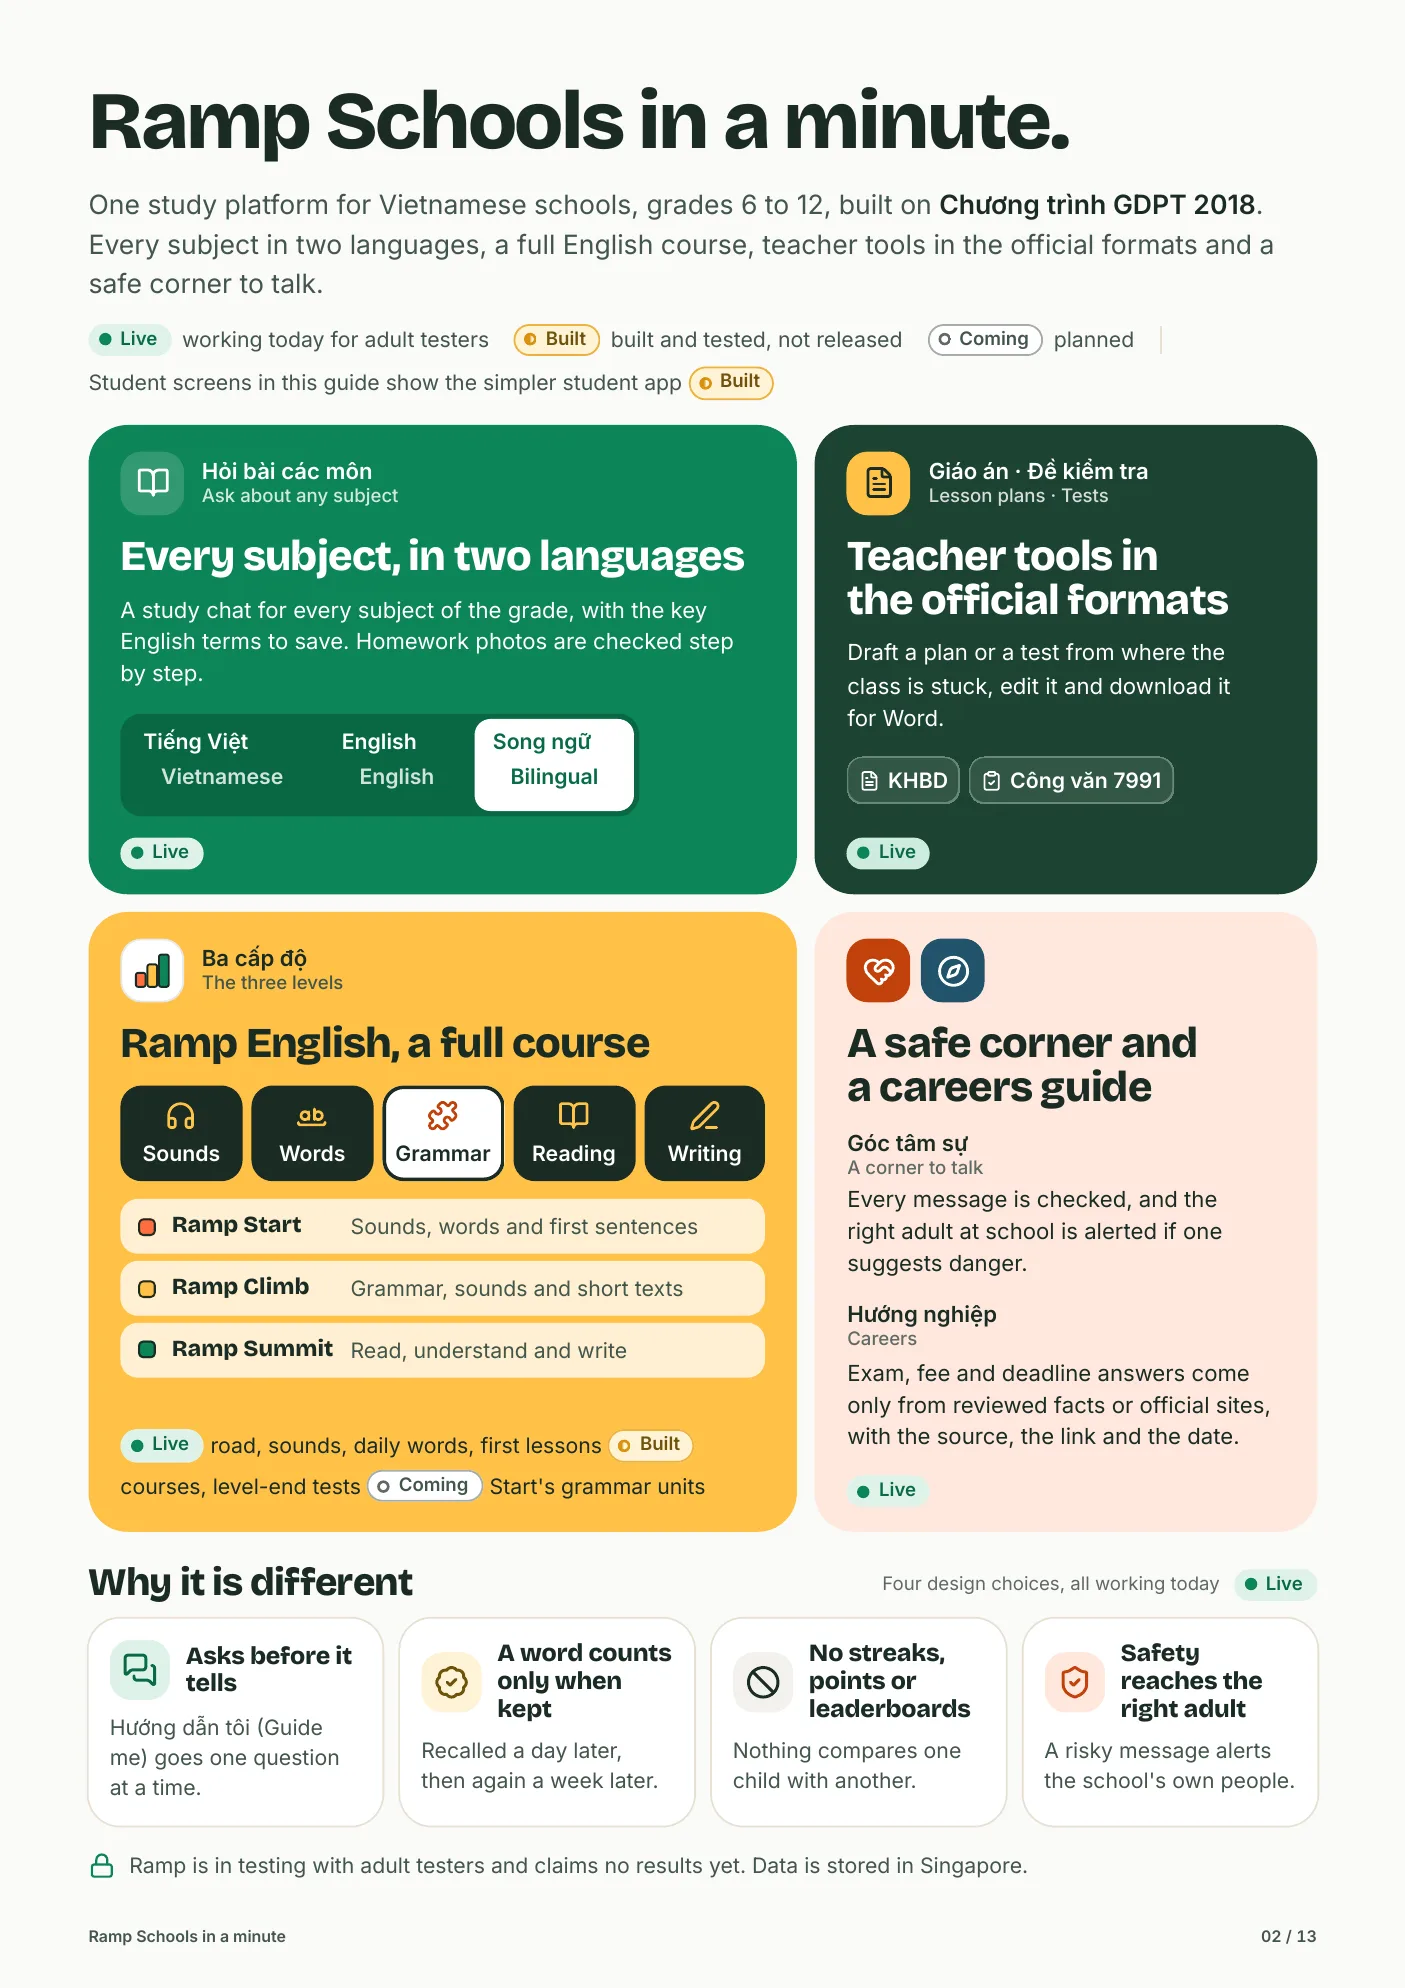 Ramp Schools in a minute.
One study platform for Vietnamese schools, grades 6 to 12, built on Chương trình GDPT 2018.
Every subject in two languages, a full English course, teacher tools in the official formats and a
safe corner to talk.
Live working today for adult testers Built built and tested, not released Coming planned
Student screens in this guide show the simpler student app Built
Hỏi bài các môn
Ask about any subject
Every subject, in two languages
A study chat for every subject of the grade, with the key
English terms to save. Homework photos are checked step
by step.
Tiếng Việt English Song ngữ
Vietnamese English Bilingual
Live
Giáo án · Đề kiểm tra
Lesson plans · Tests
Teacher tools in
the official formats
Draft a plan or a test from where the
class is stuck, edit it and download it
for Word.
KHBD Công văn 7991
Live
Ba cấp độ
The three levels
Ramp English, a full course
ab
Sounds Words Grammar Reading Writing
Ramp Start Sounds, words and first sentences
Ramp Climb Grammar, sounds and short texts
Ramp Summit Read, understand and write
Live road, sounds, daily words, first lessons Built
courses, level-end tests Coming Start's grammar units
A safe corner and
a careers guide
Góc tâm sự
A corner to talk
Every message is checked, and the
right adult at school is alerted if one
suggests danger.
Hướng nghiệp
Careers
Exam, fee and deadline answers come
only from reviewed facts or official sites,
with the source, the link and the date.
Live
Why it is different
Four design choices, all working today Live
Asks before it
tells
Hướng dẫn tôi (Guide
me) goes one question
at a time.
A word counts
only when
kept
Recalled a day later,
then again a week later.
No streaks,
points or
leaderboards
Nothing compares one
child with another.
Safety
reaches the
right adult
A risky message alerts
the school's own people.
Ramp is in testing with adult testers and claims no results yet. Data is stored in Singapore.
Ramp Schools in a minute
02 / 13